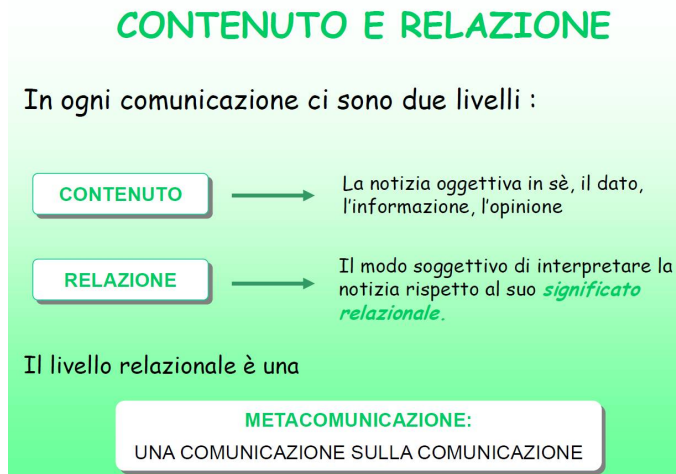 CONTENUTO E RELAZIONE
In ogni comunicazione ci sono due livelli :
CONTENUTO
La notizia oggettiva in sè, il dato,
l'informazione, l'opinione
RELAZIONE
Il modo soggettivo di interpretare la
notizia rispetto al suo significato
relazionale.
Il livello relazionale è una
METACOMUNICAZIONE:
UNA COMUNICAZIONE SULLA COMUNICAZIONE